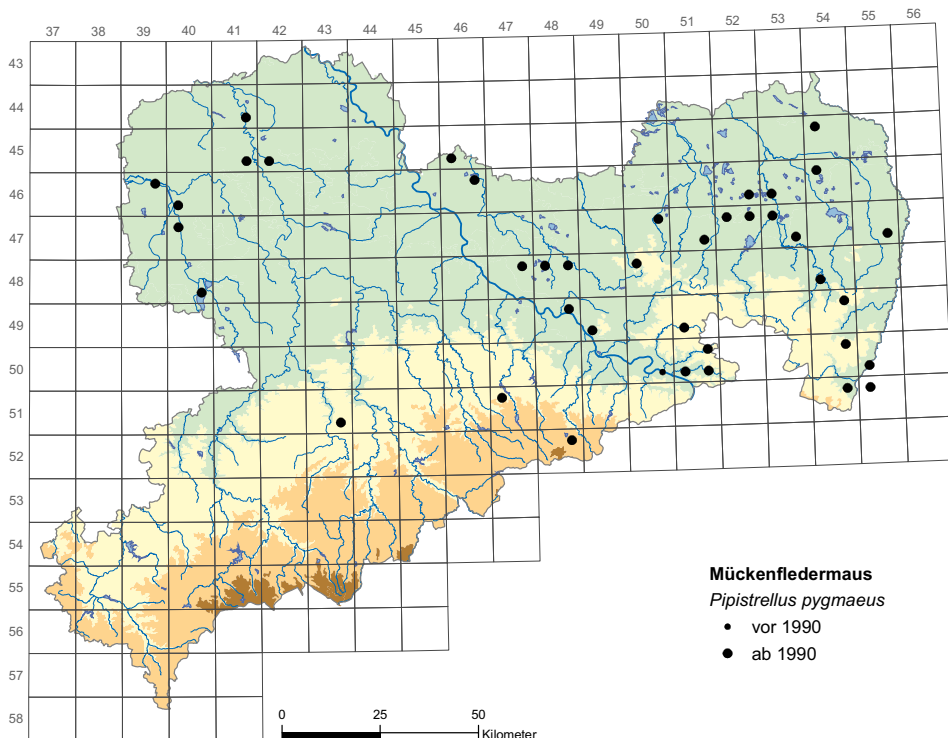 37 38 39 40 41 42 43 44 45 46 47 48 49 50 51 52 53 54 55 56
43
44
45
46
47
48
49
50
51
52
53
54
55
56
57
58
Mückenfledermaus
Pipistrellus pygmaeus
vor 1990
ab 1990
0 25 50
Kilometer